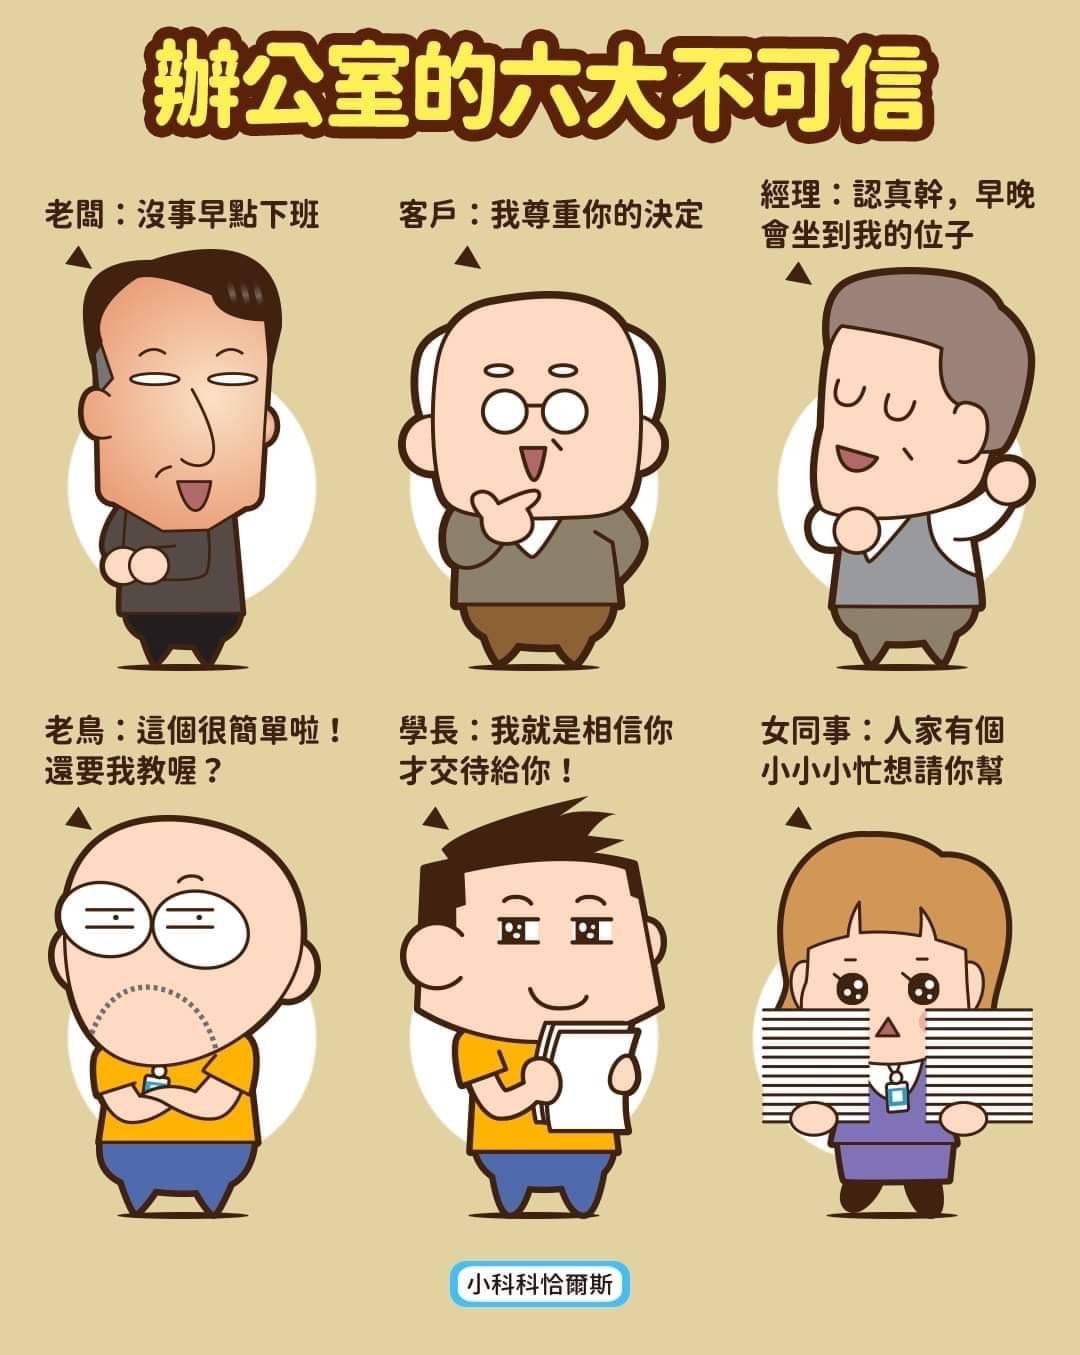 辦公室的六大不可信
老闆：沒事早點下班
客戶：我尊重你的決定
經理：認真幹，早晚
會坐到我的位子
老鳥：這個很簡單啦！
還要我教喔？
學長：我就是相信你
才交待給你！
女同事：人家有個
小小小忙想請你幫
小科科恰爾斯